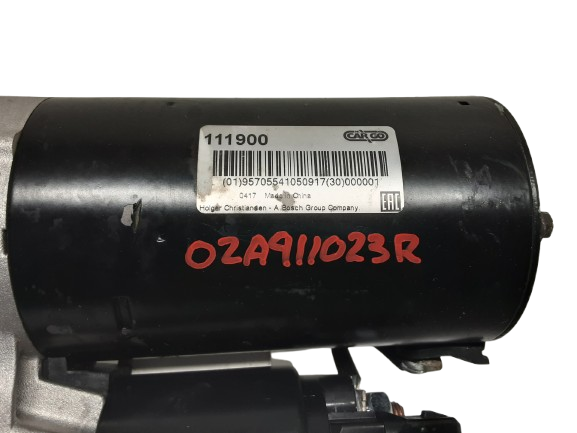 111900 CARGO
(01)95705541050917(30)000001
0417 Made in China
Holger Christiansen - A Bosch Group Company EAC
02A911023R